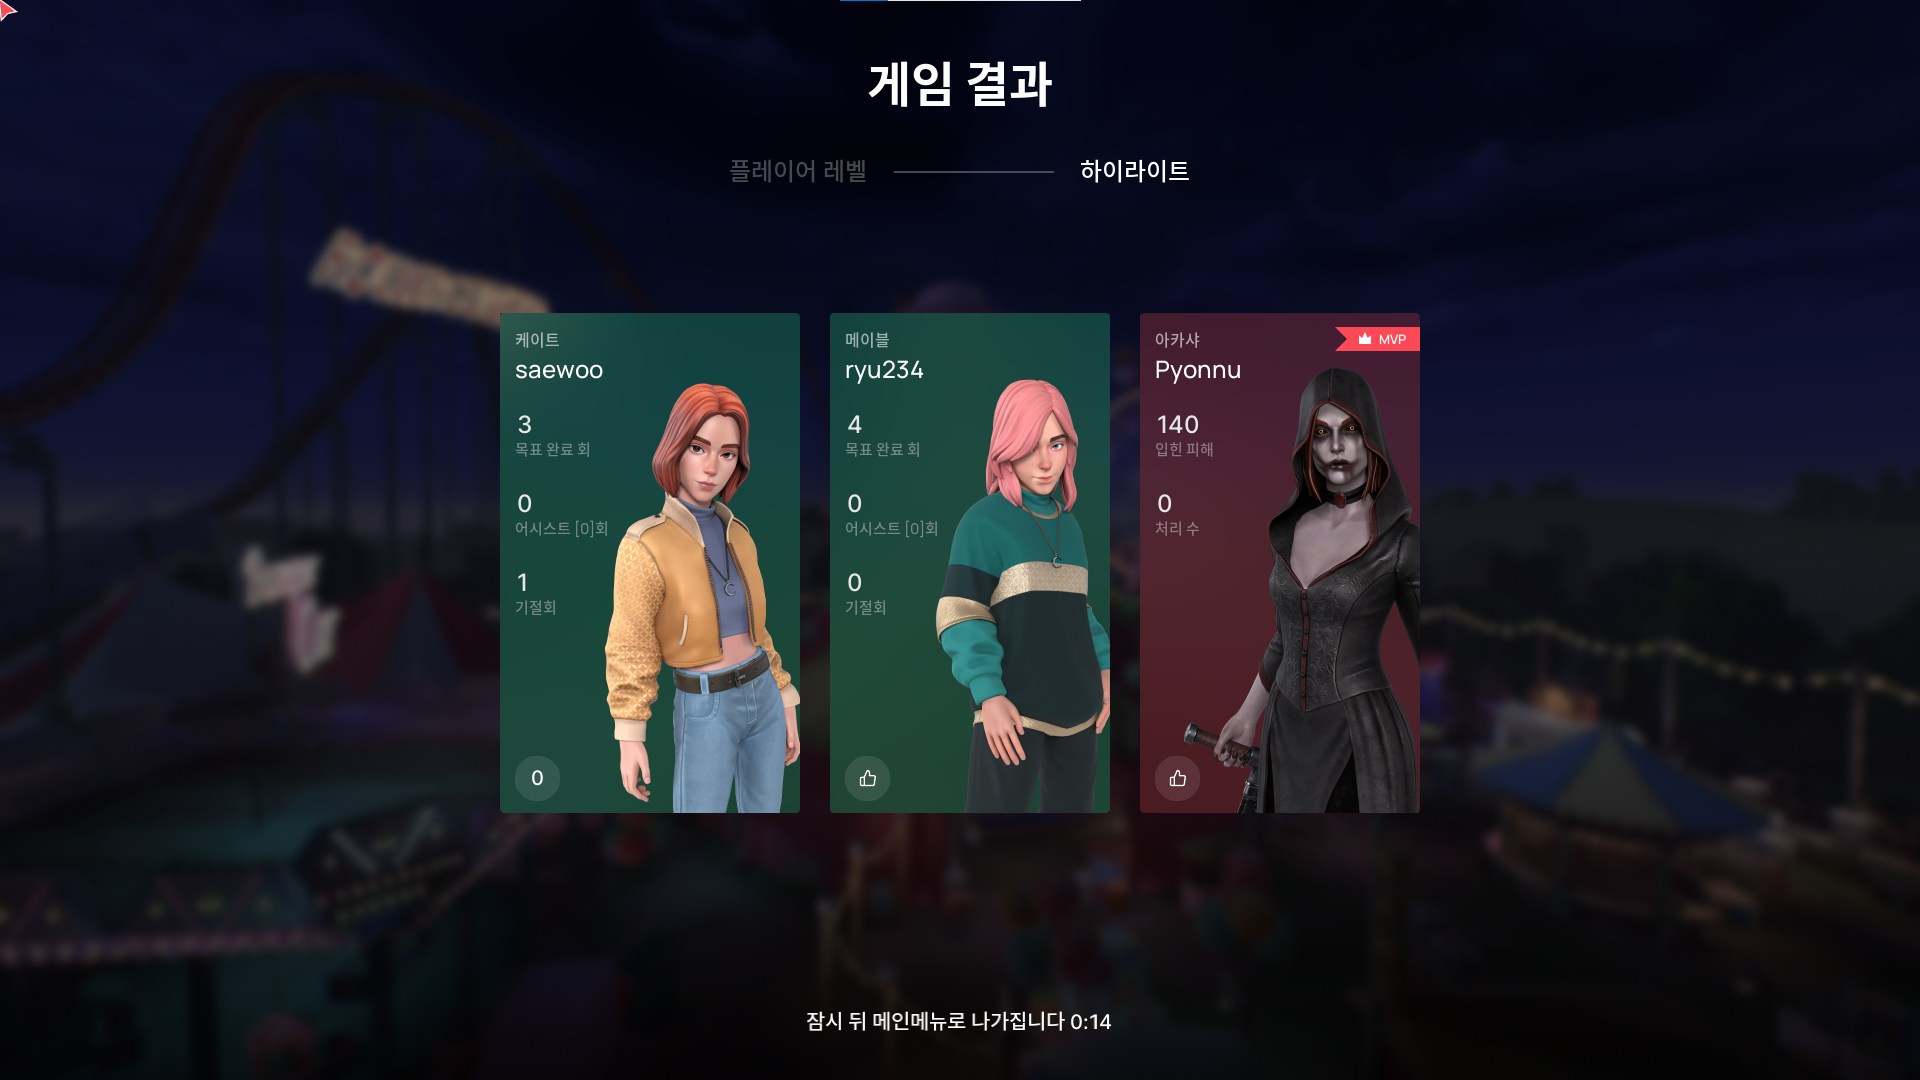 게임 결과
플레이어 레벨
하이라이트
케이트
saewoo
3
목표 완료 회
0
어시스트 [0]회
1
기절회
0
메이블
ryu234
4
목표 완료 회
0
어시스트 [0]회
0
기절회
아카샤
MVP
Pyonnu
140
입힌 피해
0
처리 수
잠시 뒤 메인메뉴로 나가집니다 0:14